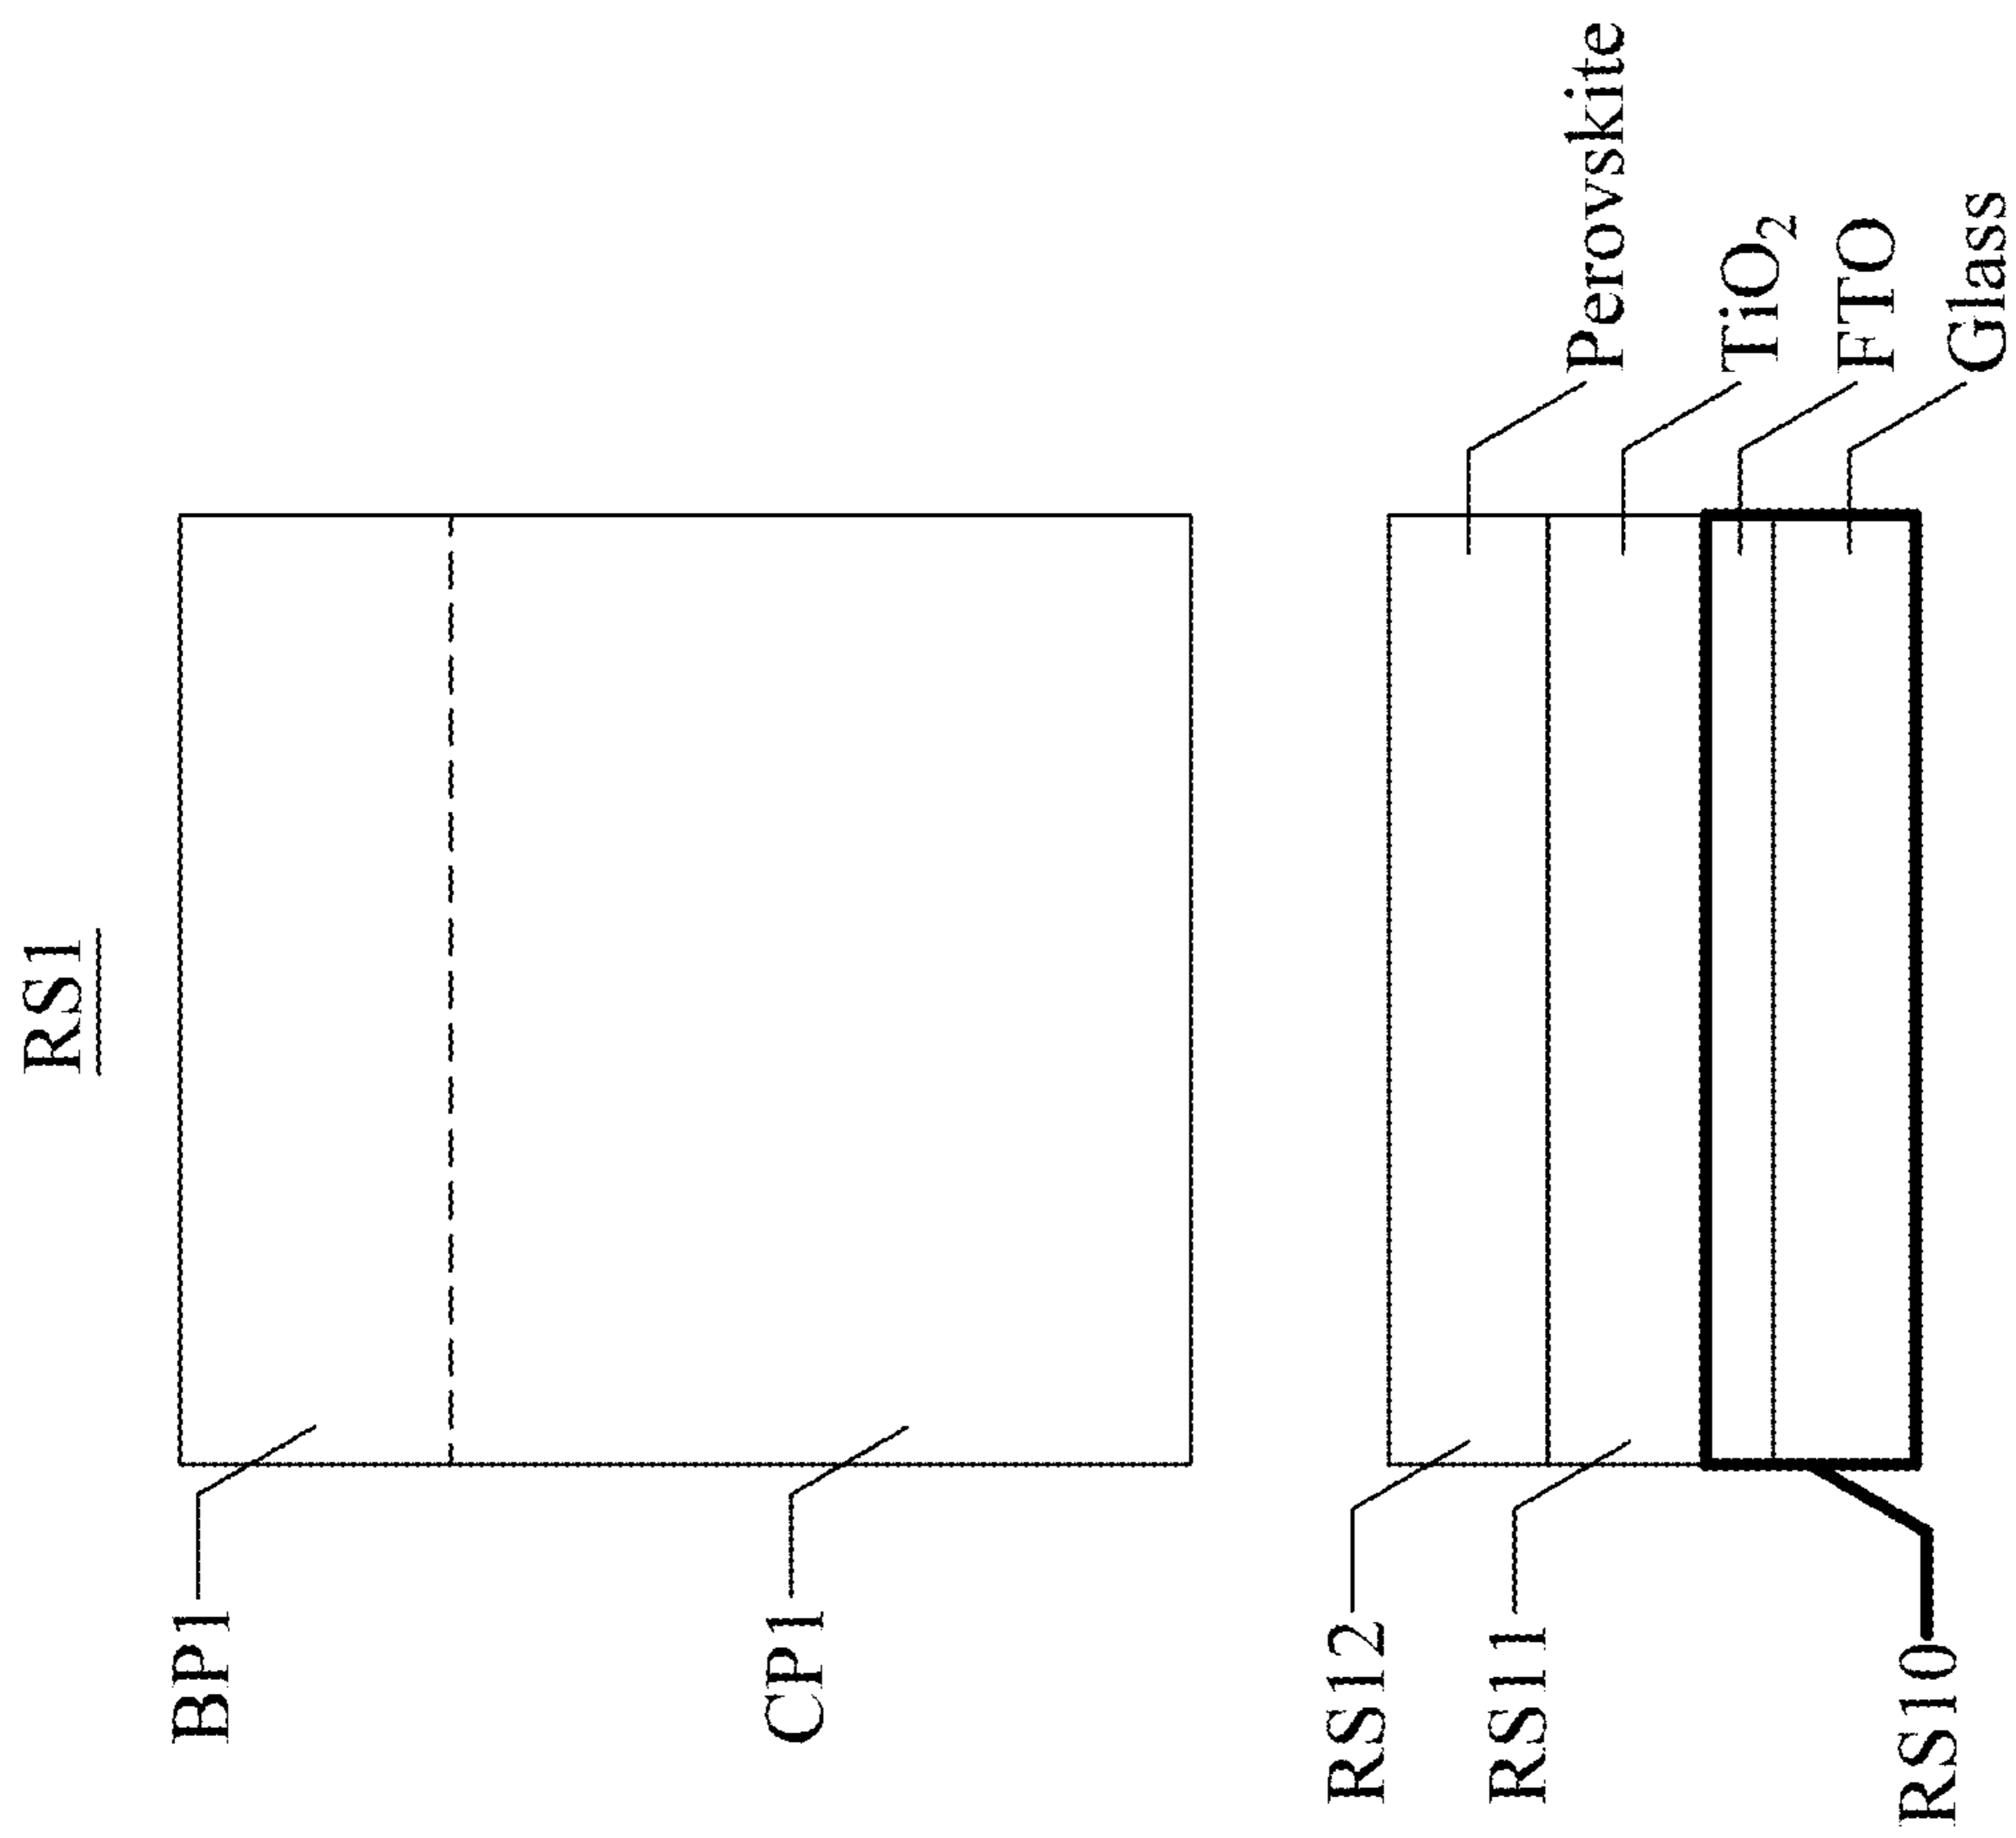 RS1
BP1
CP1
RS12
RS11
RS10
Perovskite
TiO₂
FTO
Glass